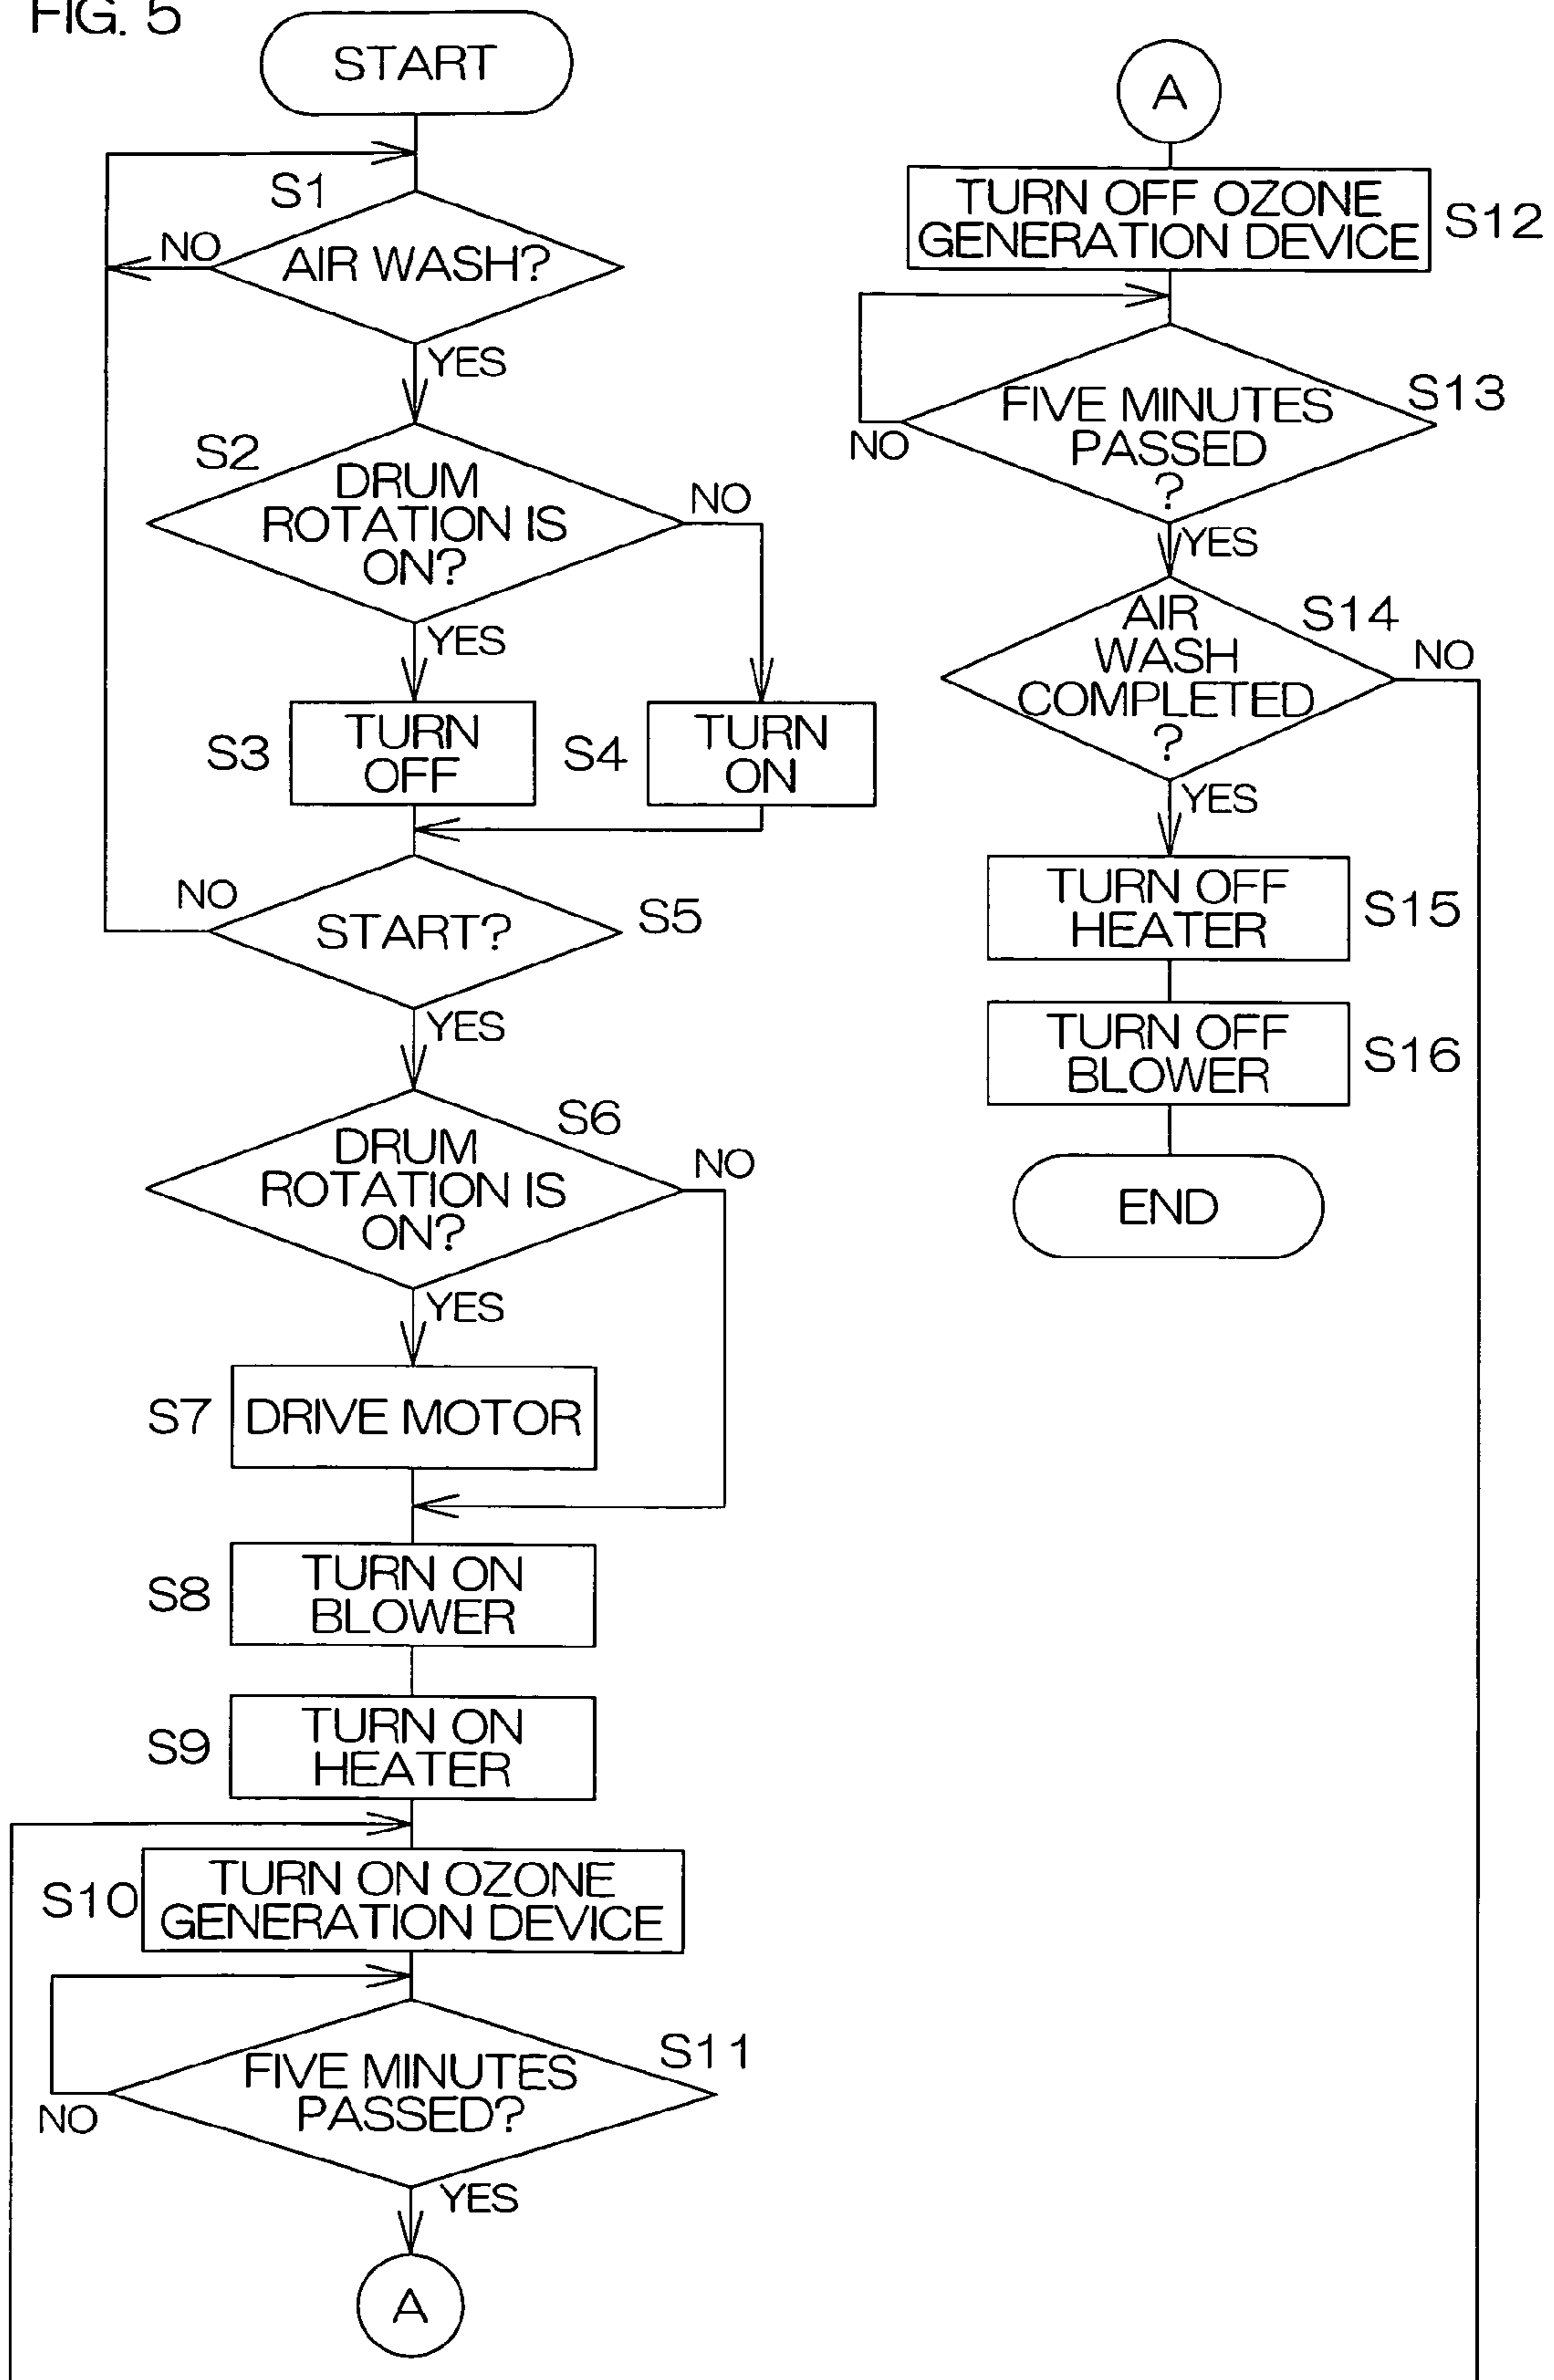 FIG. 5
START
S1
NO
AIR WASH?
YES
S2
DRUM
ROTATION IS
ON?
NO
YES
S3
TURN
OFF
S4
TURN
ON
NO
START?
S5
YES
S6
DRUM
ROTATION IS
ON?
NO
YES
S7
DRIVE MOTOR
S8
TURN ON
BLOWER
S9
TURN ON
HEATER
S10
TURN ON OZONE
GENERATION DEVICE
S11
FIVE MINUTES
PASSED?
NO
YES
A
A
TURN OFF OZONE
GENERATION DEVICE
S12
FIVE MINUTES
PASSED
?
S13
NO
YES
AIR
WASH
COMPLETED
?
S14
NO
YES
TURN OFF
HEATER
S15
TURN OFF
BLOWER
S16
END